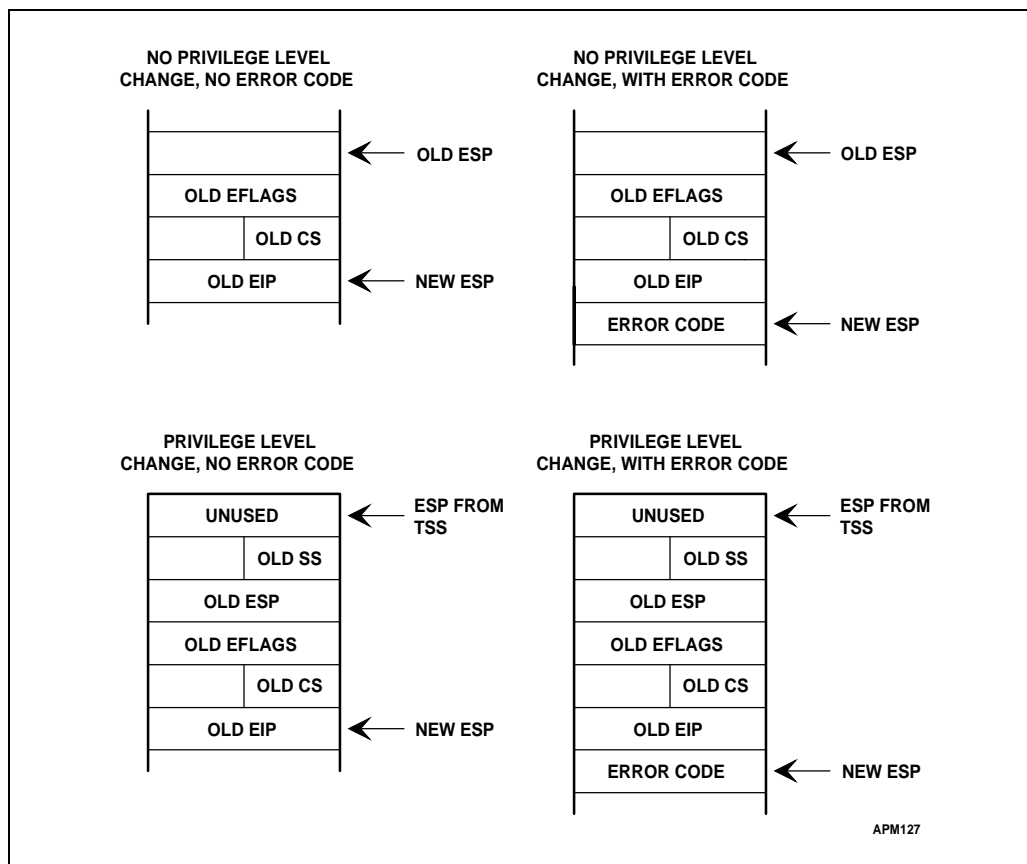 NO PRIVILEGE LEVEL
CHANGE, NO ERROR CODE
OLD ESP
OLD EFLAGS
OLD CS
OLD EIP
NEW ESP
NO PRIVILEGE LEVEL
CHANGE, WITH ERROR CODE
OLD ESP
OLD EFLAGS
OLD CS
OLD EIP
ERROR CODE
NEW ESP
PRIVILEGE LEVEL
CHANGE, NO ERROR CODE
UNUSED
ESP FROM
TSS
OLD SS
OLD ESP
OLD EFLAGS
OLD CS
OLD EIP
NEW ESP
PRIVILEGE LEVEL
CHANGE, WITH ERROR CODE
UNUSED
ESP FROM
TSS
OLD SS
OLD ESP
OLD EFLAGS
OLD CS
OLD EIP
ERROR CODE
NEW ESP
APM127